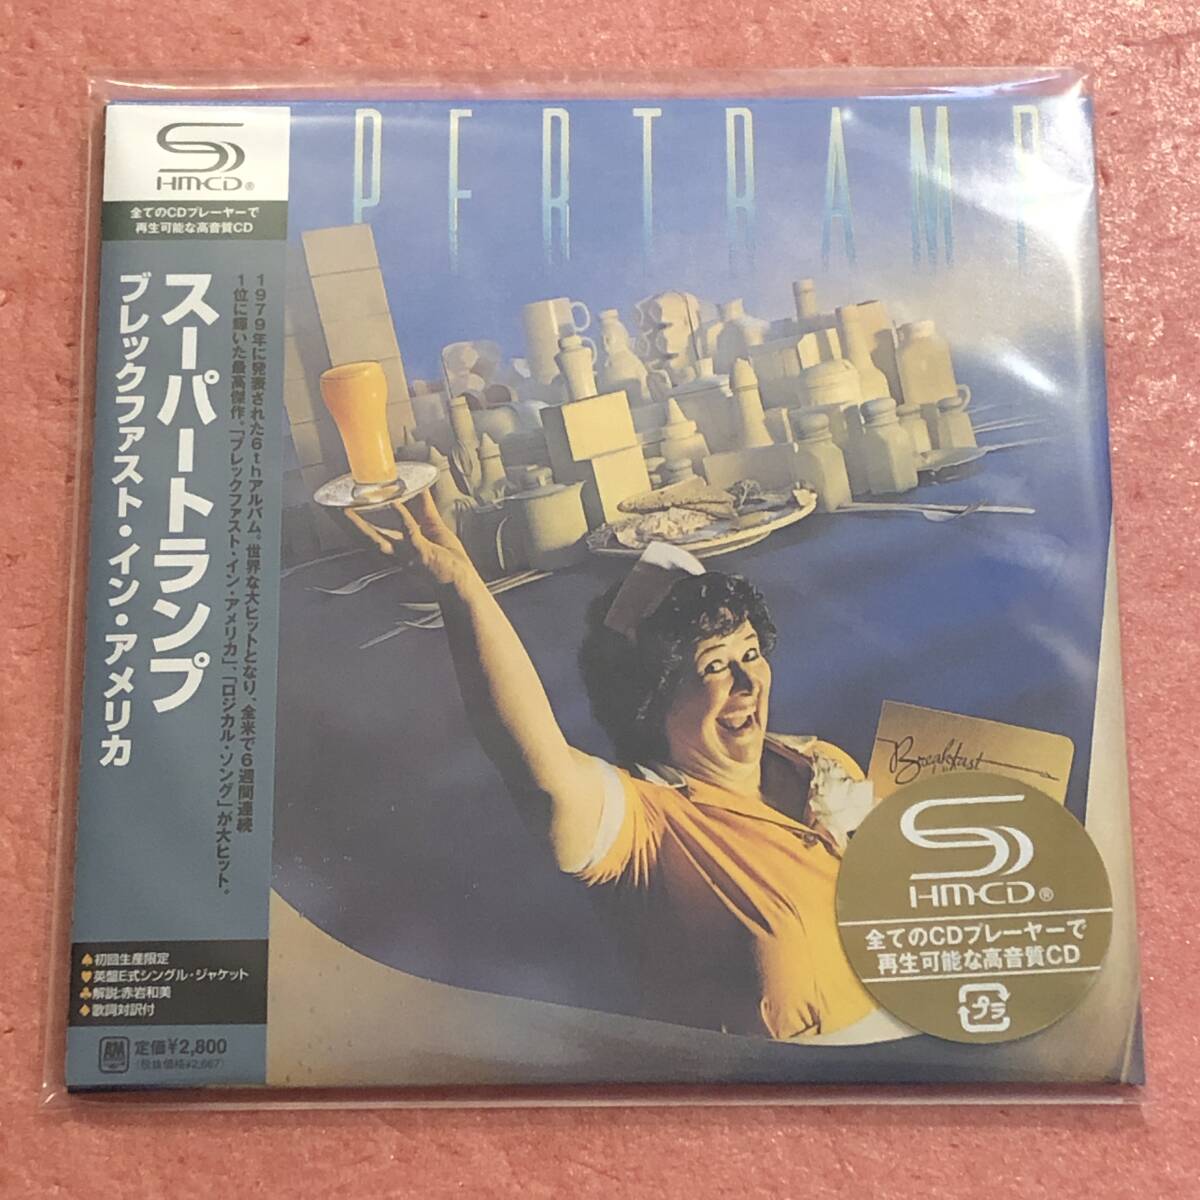 SHM-CD®
全てのCDプレーヤーで
再生可能な高音質CD
PERTRAMP
スーパートランプ
ブレックファスト・イン・アメリカ
1979年に発表された6thアルバム。世界な大ヒットとなり、全米で6週間連続
1位に輝いた最高傑作。「ブレックファスト・イン・アメリカ」、「ロジカル・ソング」が大ヒット。
♠初回生産限定
♥英盤E式シングル・ジャケット
♣解説:赤岩和美
♦歌詞対訳付
A&M
定価¥2,800
(税抜価格¥2,667)
Breakfast
SHM-CD®
全てのCDプレーヤーで
再生可能な高音質CD
プラ